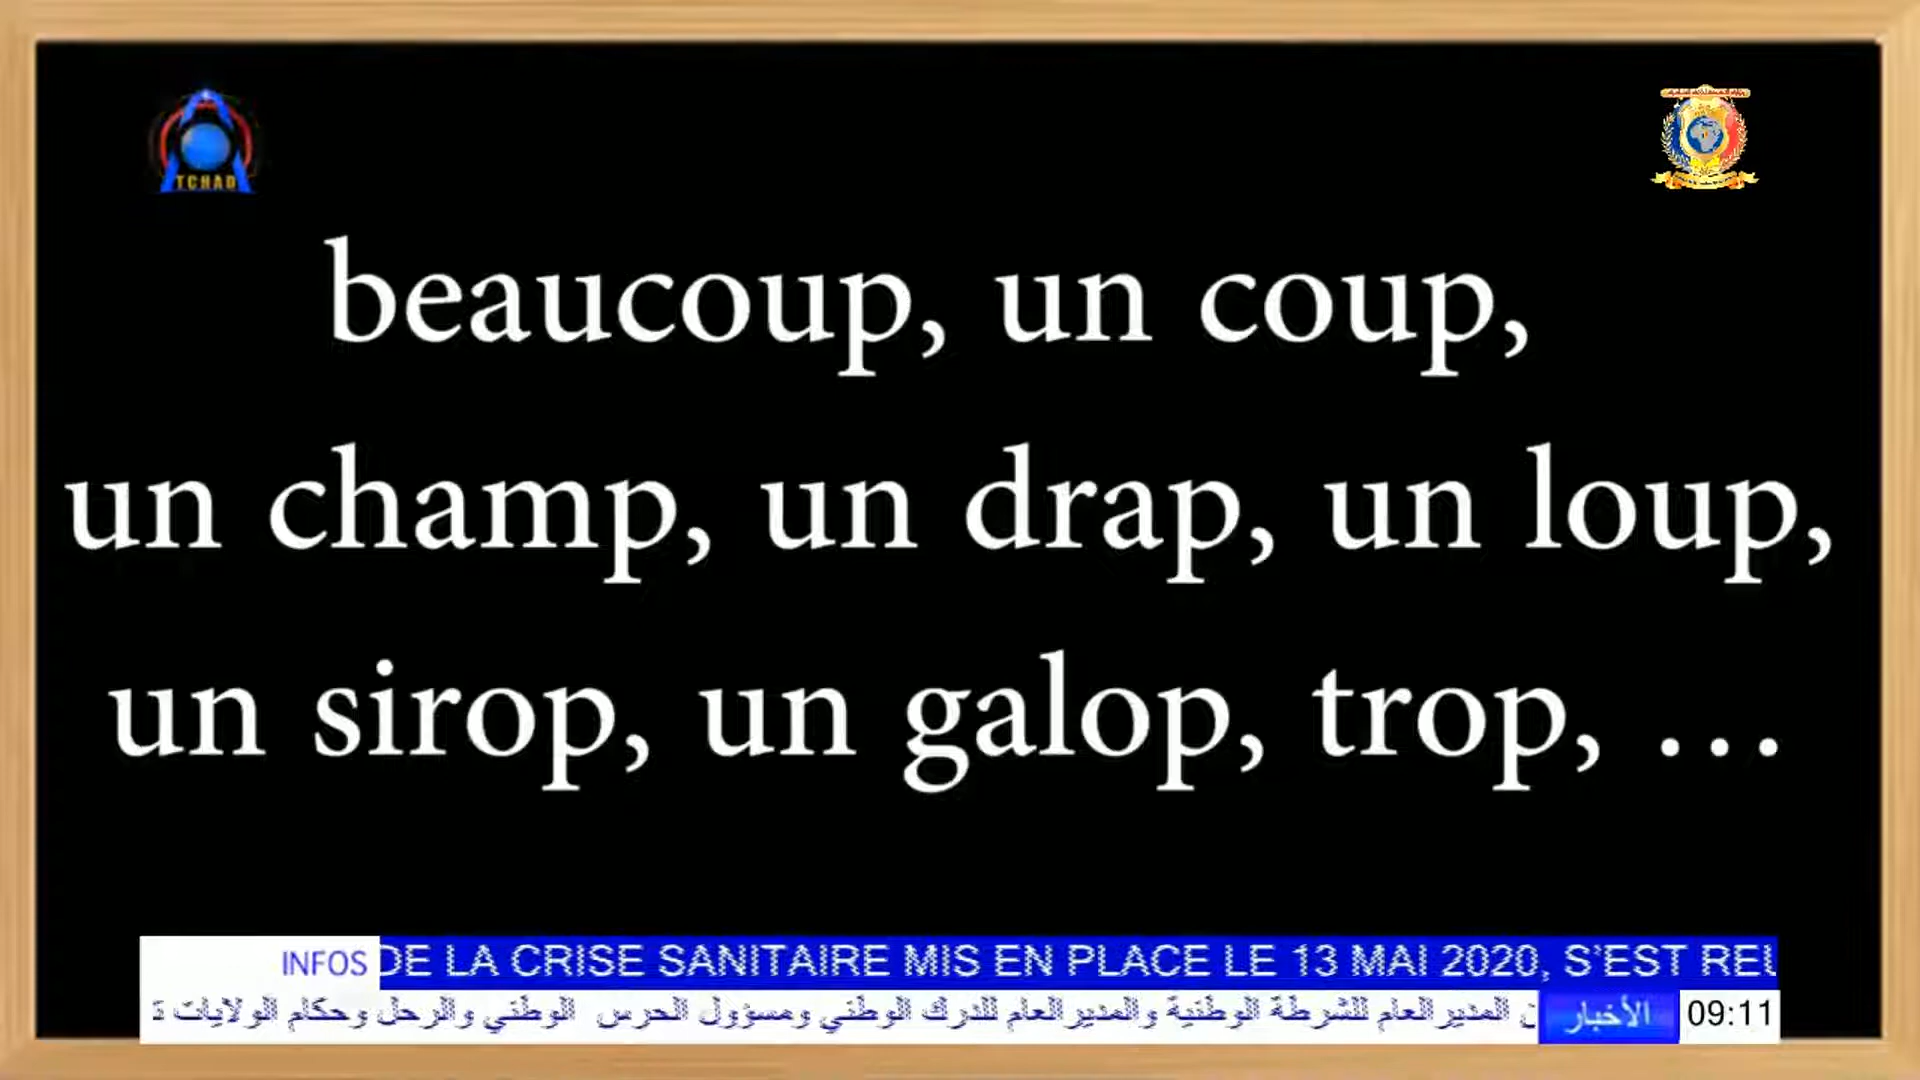 TCHAD
beaucoup, un coup,
un champ, un drap, un loup,
un sirop, un galop, trop, ...
INFOS DE LA CRISE SANITAIRE MIS EN PLACE LE 13 MAI 2020, S'EST REU
ن المدير العام للشرطة الوطنية والمدير العام للدرك الوطني ومسؤول الحرس الوطني والرحل وحكام الولايات ة
الأخبار 09:11